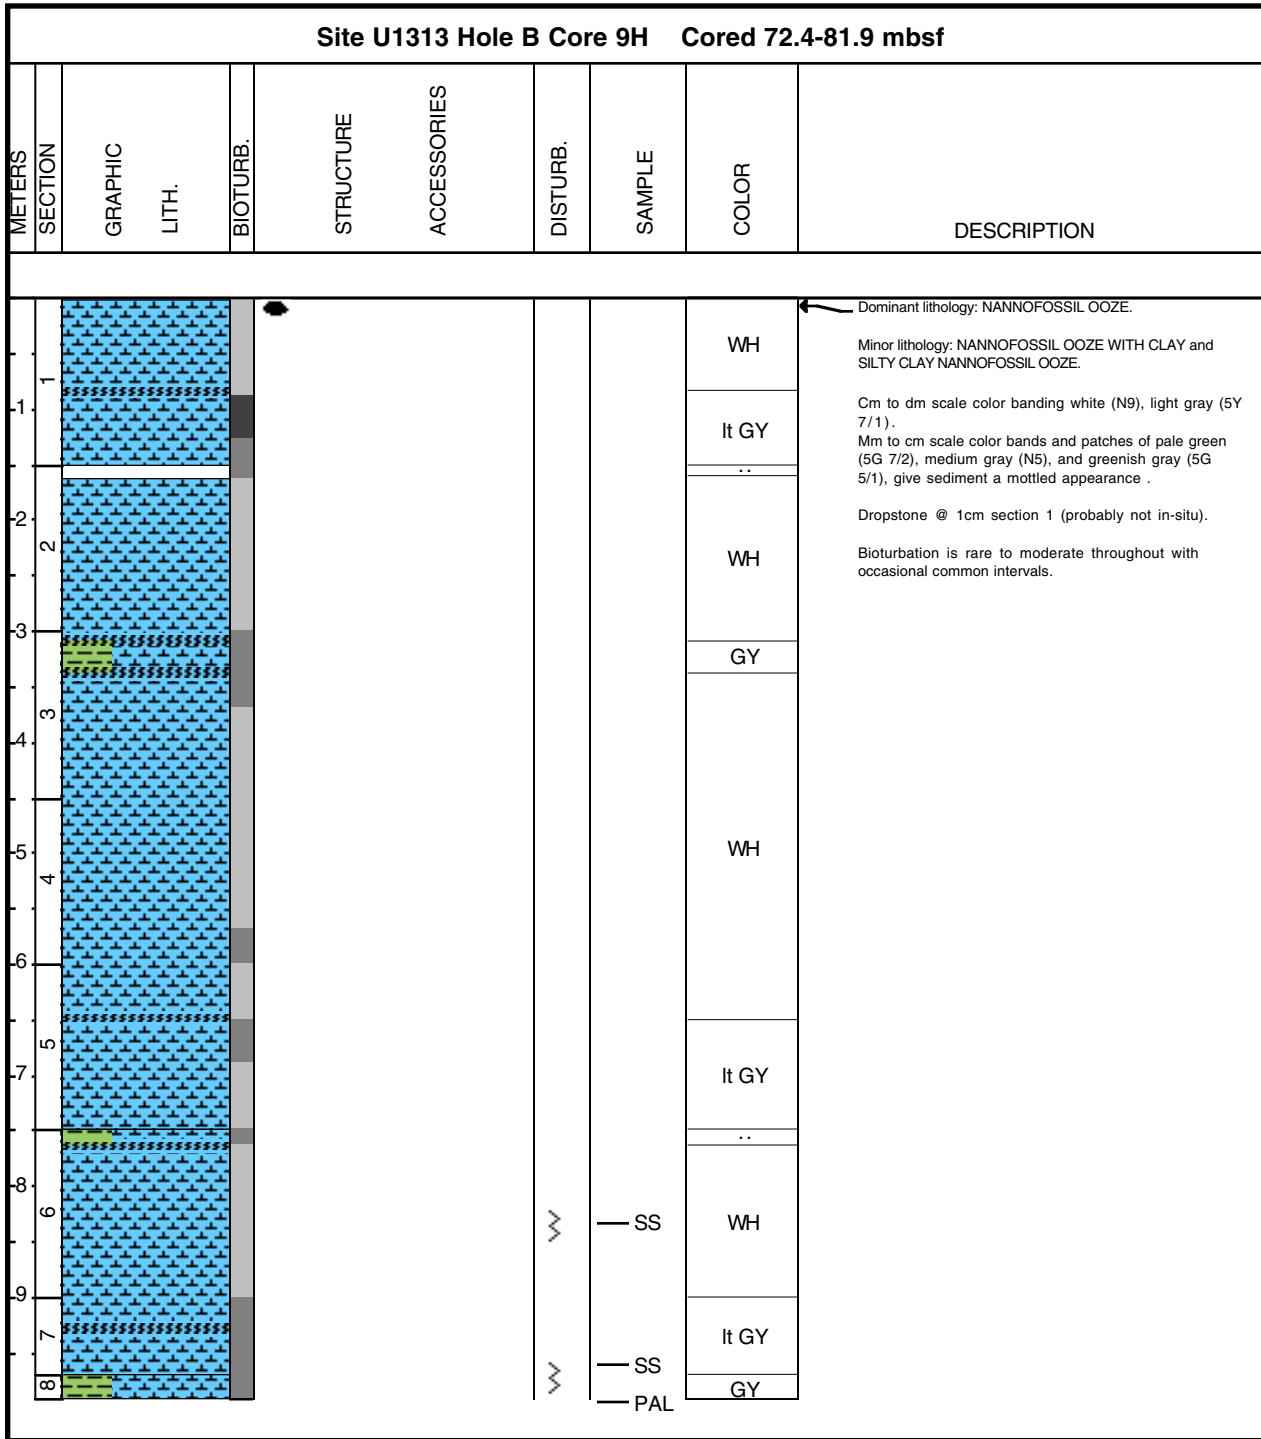 Site U1313 Hole B Core 9H Cored 72.4-81.9 mbsf
METERS
SECTION
GRAPHIC
LITH.
BIOTURB.
STRUCTURE
ACCESSORIES
DISTURB.
SAMPLE
COLOR
DESCRIPTION
1
2
3
4
5
6
7
8
9
1
2
3
4
5
6
7
8
SS
SS
PAL
WH
lt GY
..
WH
GY
WH
lt GY
..
WH
lt GY
GY
Dominant lithology: NANNOFOSSIL OOZE.
Minor lithology: NANNOFOSSIL OOZE WITH CLAY and
SILTY CLAY NANNOFOSSIL OOZE.
Cm to dm scale color banding white (N9), light gray (5Y
7/1).
Mm to cm scale color bands and patches of pale green
(5G 7/2), medium gray (N5), and greenish gray (5G
5/1), give sediment a mottled appearance .
Dropstone @ 1cm section 1 (probably not in-situ).
Bioturbation is rare to moderate throughout with
occasional common intervals.